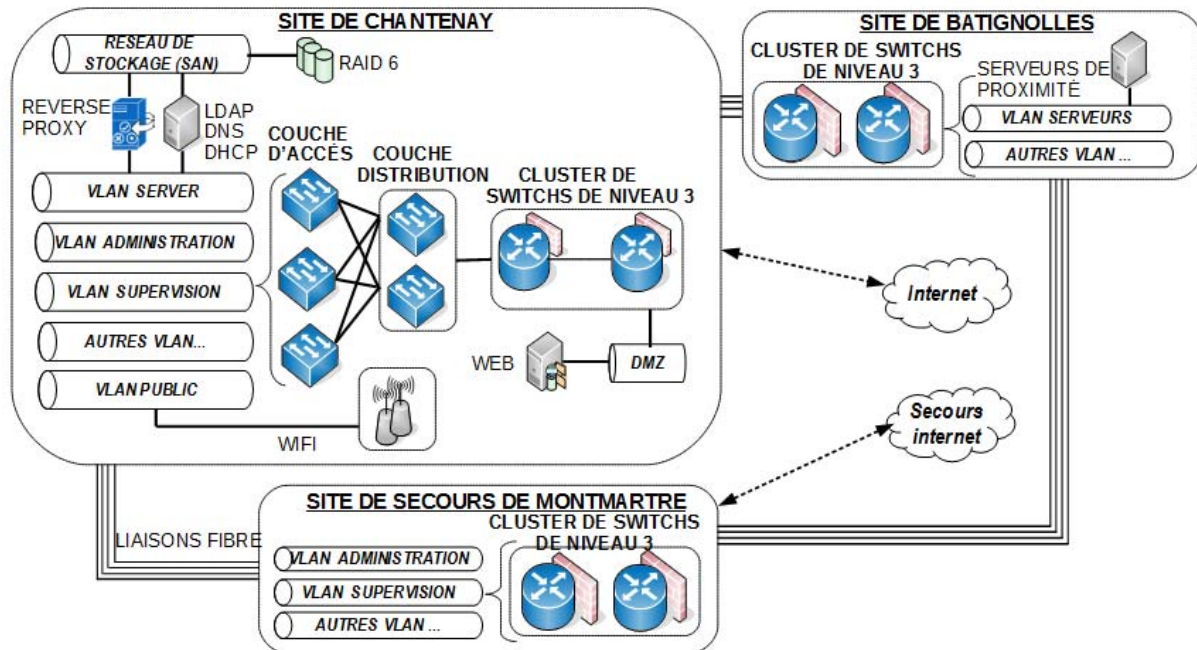 SITE DE CHANTENAY
RESEAU DE
STOCKAGE (SAN)
RAID 6
REVERSE
PROXY
LDAP
DNS
DHCP
COUCHE
D'ACCÉS
COUCHE
DISTRIBUTION
CLUSTER DE
SWITCHS DE NIVEAU 3
VLAN SERVER
VLAN ADMINISTRATION
VLAN SUPERVISION
AUTRES VLAN...
VLAN PUBLIC
WEB
DMZ
WIFI
SITE DE BATIGNOLLES
CLUSTER DE SWITCHS
DE NIVEAU 3
SERVEURS DE
PROXIMITÉ
VLAN SERVEURS
AUTRES VLAN ...
Internet
Secours
internet
LIAISONS FIBRE
SITE DE SECOURS DE MONTMARTRE
CLUSTER DE SWITCHS
DE NIVEAU 3
VLAN ADMINISTRATION
VLAN SUPERVISION
AUTRES VLAN ...